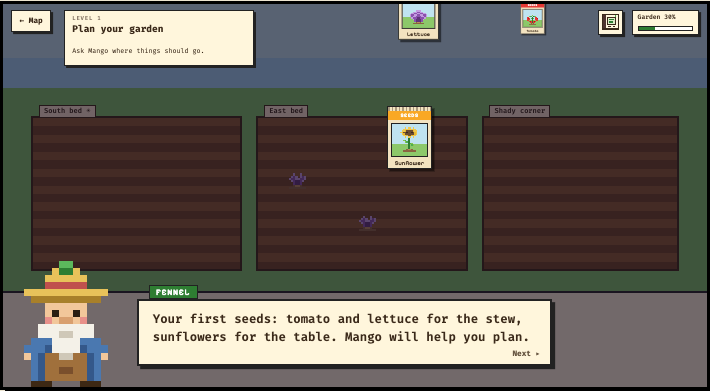 ← Map
LEVEL 1
Plan your garden
Ask Mango where things should go.
Lettuce
Tomato
Garden 30%
South bed ☀
East bed
Shady corner
SEEDS
Sunflower
FENNEL
Your first seeds: tomato and lettuce for the stew,
sunflowers for the table. Mango will help you plan.
Next ▸